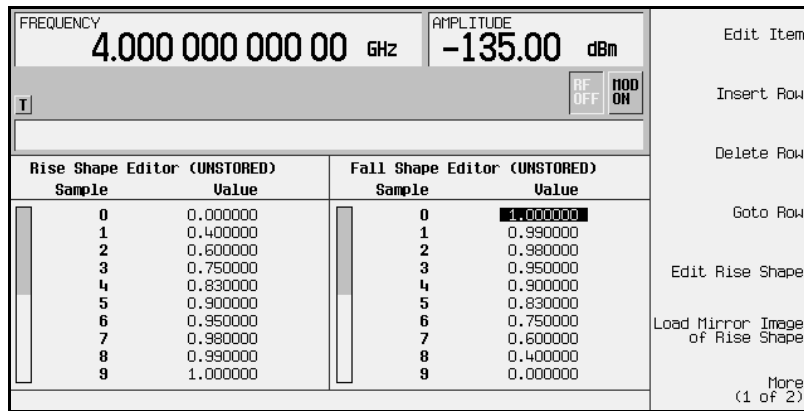 FREQUENCY
4.000 000 000 00 GHz
AMPLITUDE
-135.00 dBm
T
RF OFF
MOD ON
Rise Shape Editor (UNSTORED)
Sample Value
0 0.000000
1 0.400000
2 0.600000
3 0.750000
4 0.830000
5 0.900000
6 0.950000
7 0.980000
8 0.990000
9 1.000000
Fall Shape Editor (UNSTORED)
Sample Value
0 1.000000
1 0.990000
2 0.980000
3 0.950000
4 0.900000
5 0.830000
6 0.750000
7 0.600000
8 0.400000
9 0.000000
Edit Item
Insert Row
Delete Row
Goto Row
Edit Rise Shape
Load Mirror Image
of Rise Shape
More
(1 of 2)